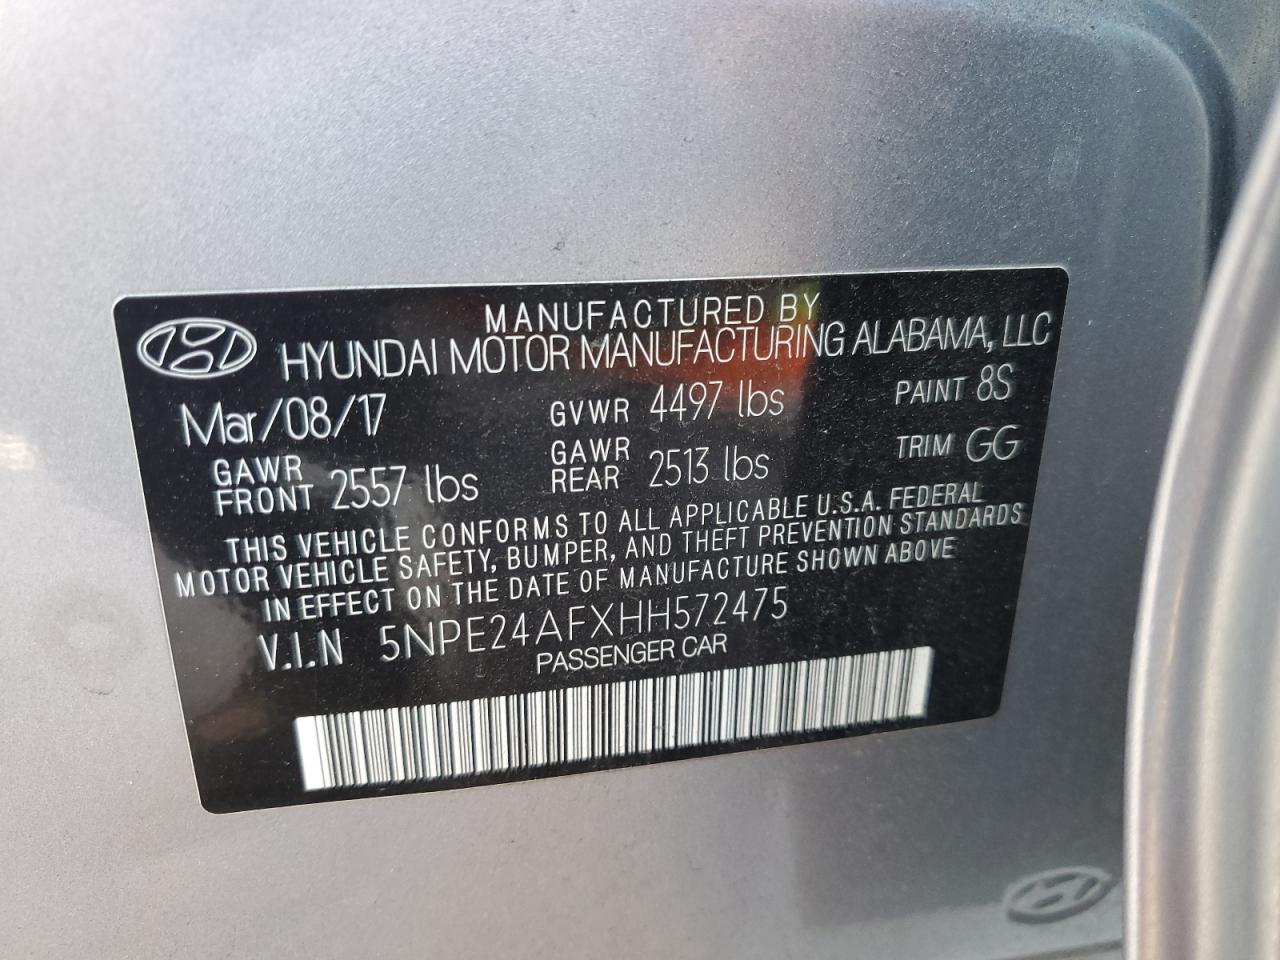 MANUFACTURED BY
HYUNDAI MOTOR MANUFACTURING ALABAMA, LLC
Mar/08/17 GVWR 4497 lbs PAINT 8S
GAWR FRONT 2557 lbs GAWR REAR 2513 lbs TRIM GG
THIS VEHICLE CONFORMS TO ALL APPLICABLE U.S.A. FEDERAL
MOTOR VEHICLE SAFETY, BUMPER, AND THEFT PREVENTION STANDARDS
IN EFFECT ON THE DATE OF MANUFACTURE SHOWN ABOVE
V.I.N 5NPE24AFXHH572475
PASSENGER CAR